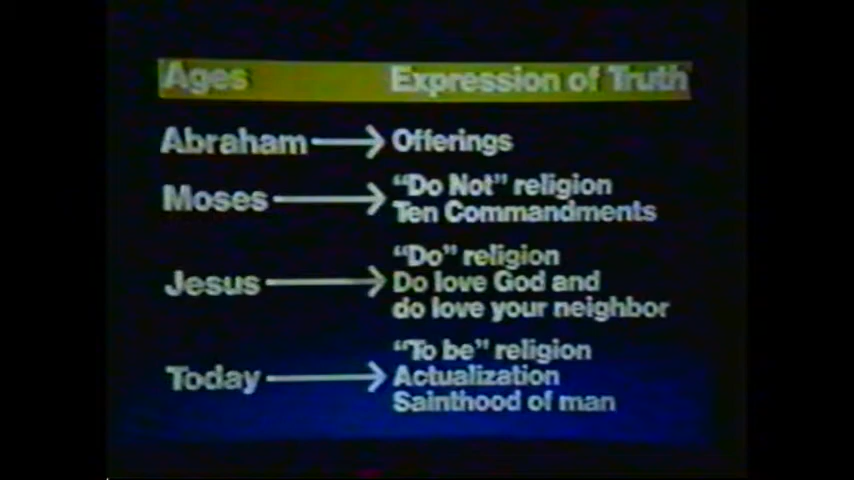 Ages Expression of Truth
Abraham → Offerings
Moses → “Do Not” religion
Ten Commandments
“Do” religion
Jesus → Do love God and
do love your neighbor
“To be” religion
Today → Actualization
Sainthood of man